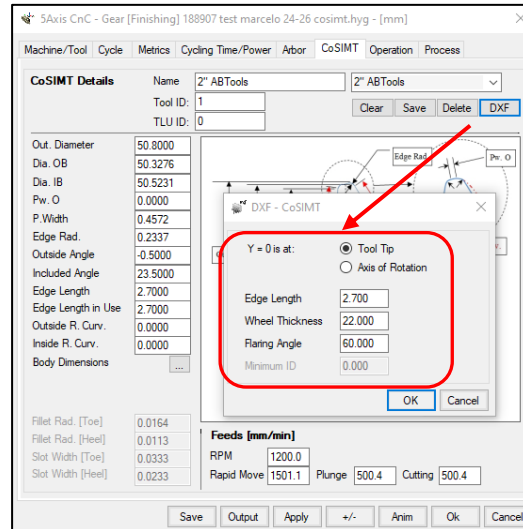 5Axis CnC - Gear [Finishing] 188907 test marcelo 24-26 cosimt.hyg - [mm]
Machine/Tool Cycle Metrics Cycling Time/Power Arbor CoSIMT Operation Process
CoSIMT Details Name 2" ABTools 2" ABTools
Tool ID: 1 Clear Save Delete DXF
TLU ID: 0
Out. Diameter 50.8000
Dia. OB 50.3276
Dia. IB 50.5231
Pw. O 0.0000
P.Width 0.4572
Edge Rad. 0.2337
Outside Angle -0.5000
Included Angle 23.5000
Edge Length 2.7000
Edge Length in Use 2.7000
Outside R. Curv. 0.0000
Inside R. Curv. 0.0000
Body Dimensions ...
Fillet Rad. [Toe] 0.0164
Fillet Rad. [Heel] 0.0113
Slot Width [Toe] 0.0333
Slot Width [Heel] 0.0233
Edge Rad.
Pw. O
DXF - CoSIMT
Y = 0 is at: Tool Tip
Axis of Rotation
Edge Length 2.700
Wheel Thickness 22.000
Flaring Angle 60.000
Minimum ID 0.000
OK Cancel
Feeds [mm/min]
RPM 1200.0
Rapid Move 1501.1 Plunge 500.4 Cutting 500.4
Save Output Apply +/- Anim Ok Cancel